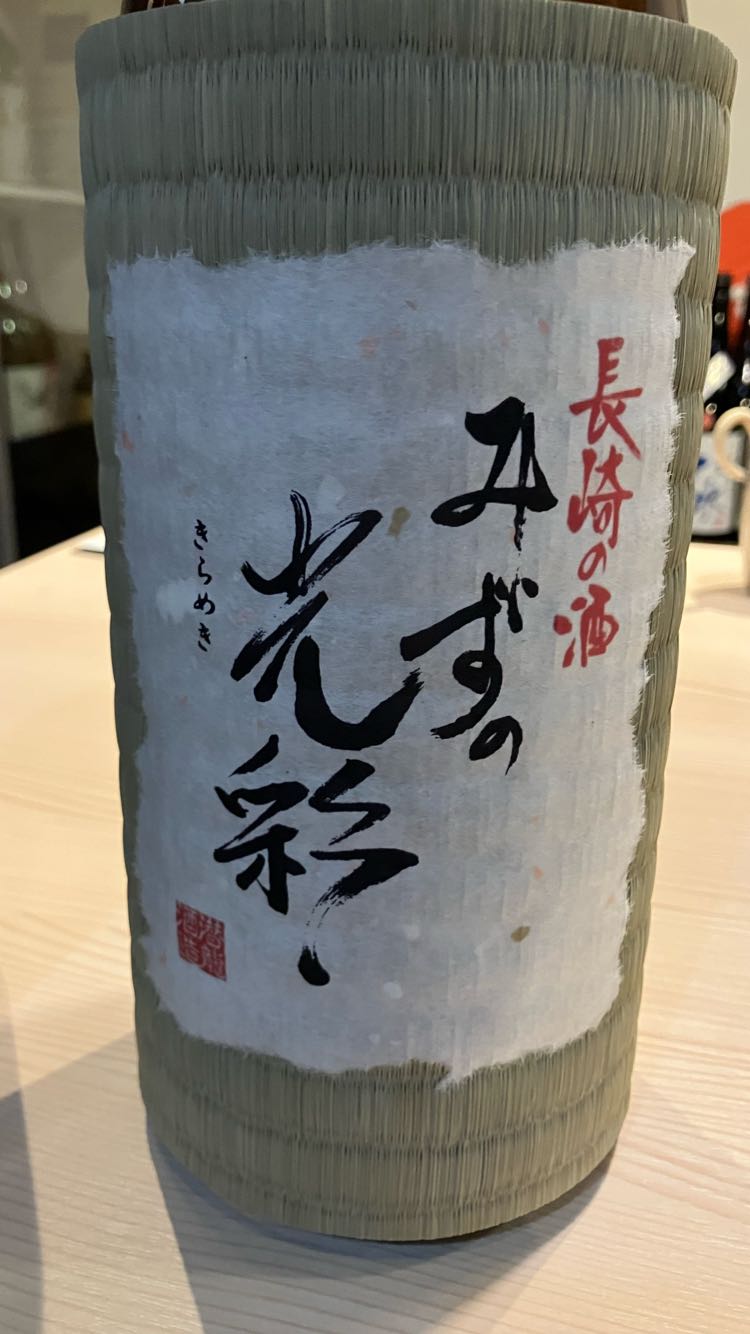 長崎の酒
みずの
光彩
きらめき